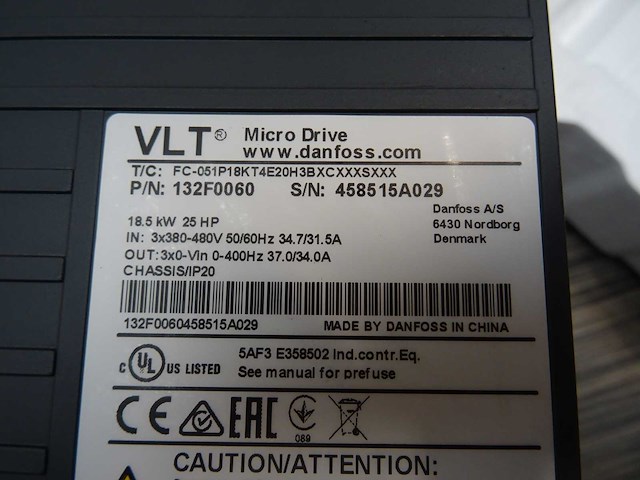 VLT® Micro Drive
www.danfoss.com
T/C: FC-051P18KT4E20H3BXCXXXSXXX
P/N: 132F0060 S/N: 458515A029
Danfoss A/S
6430 Nordborg
Denmark
18.5 kW 25 HP
IN: 3x380-480V 50/60Hz 34.7/31.5A
OUT: 3x0-Vin 0-400Hz 37.0/34.0A
CHASSIS/IP20
132F0060458515A029 MADE BY DANFOSS IN CHINA
c UL US LISTED
5AF3 E358502 Ind.contr.Eq.
See manual for prefuse
CE EAC
089
CAUTION/ATTENTION: